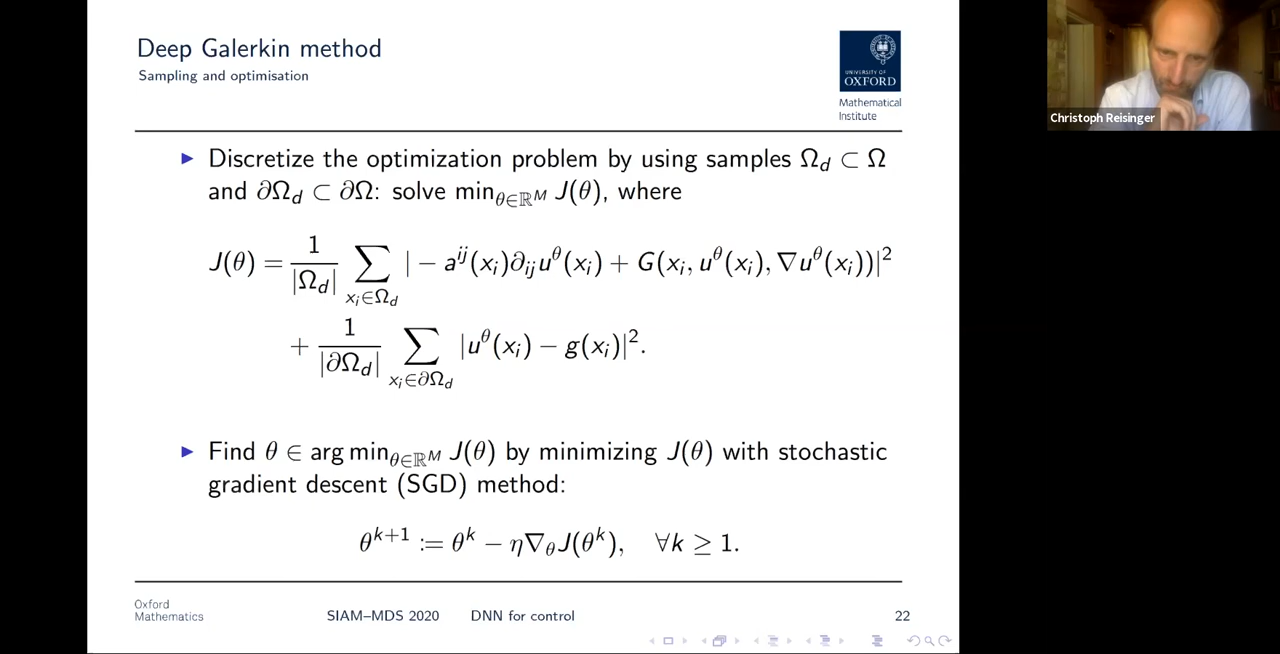 Deep Galerkin method
Sampling and optimisation
UNIVERSITY OF
OXFORD
Mathematical
Institute
Christoph Reisinger
▶ Discretize the optimization problem by using samples Ω_d ⊂ Ω
and ∂Ω_d ⊂ ∂Ω: solve min_{θ∈ℝ^M} J(θ), where
J(θ) = 1/|Ω_d| ∑_{x_i∈Ω_d} | − a^{ij}(x_i)∂_{ij}u^θ(x_i) + G(x_i, u^θ(x_i), ∇u^θ(x_i))|^2
+ 1/|∂Ω_d| ∑_{x_i∈∂Ω_d} |u^θ(x_i) − g(x_i)|^2.
▶ Find θ ∈ arg min_{θ∈ℝ^M} J(θ) by minimizing J(θ) with stochastic
gradient descent (SGD) method:
θ^{k+1} := θ^k − η∇_θJ(θ^k), ∀k ≥ 1.
Oxford
Mathematics
SIAM–MDS 2020 DNN for control 22